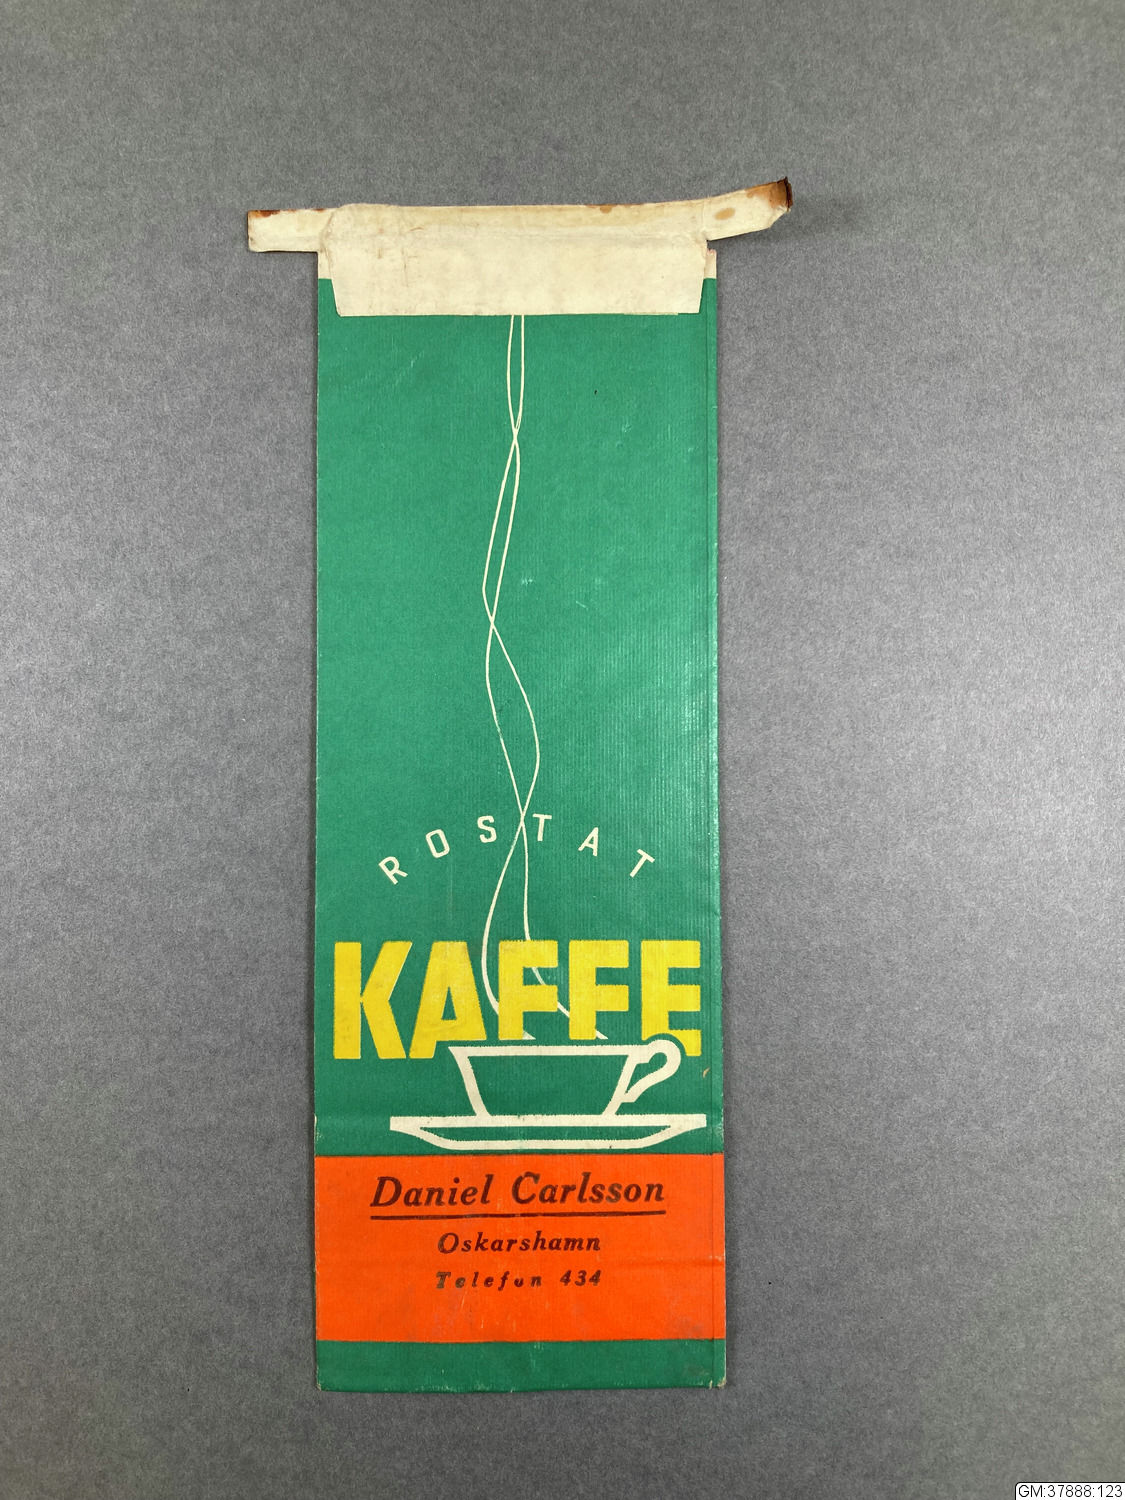 ROSTAT
KAFFE
Daniel Carlsson
Oskarshamn
Telefon 434
GM:37888:123